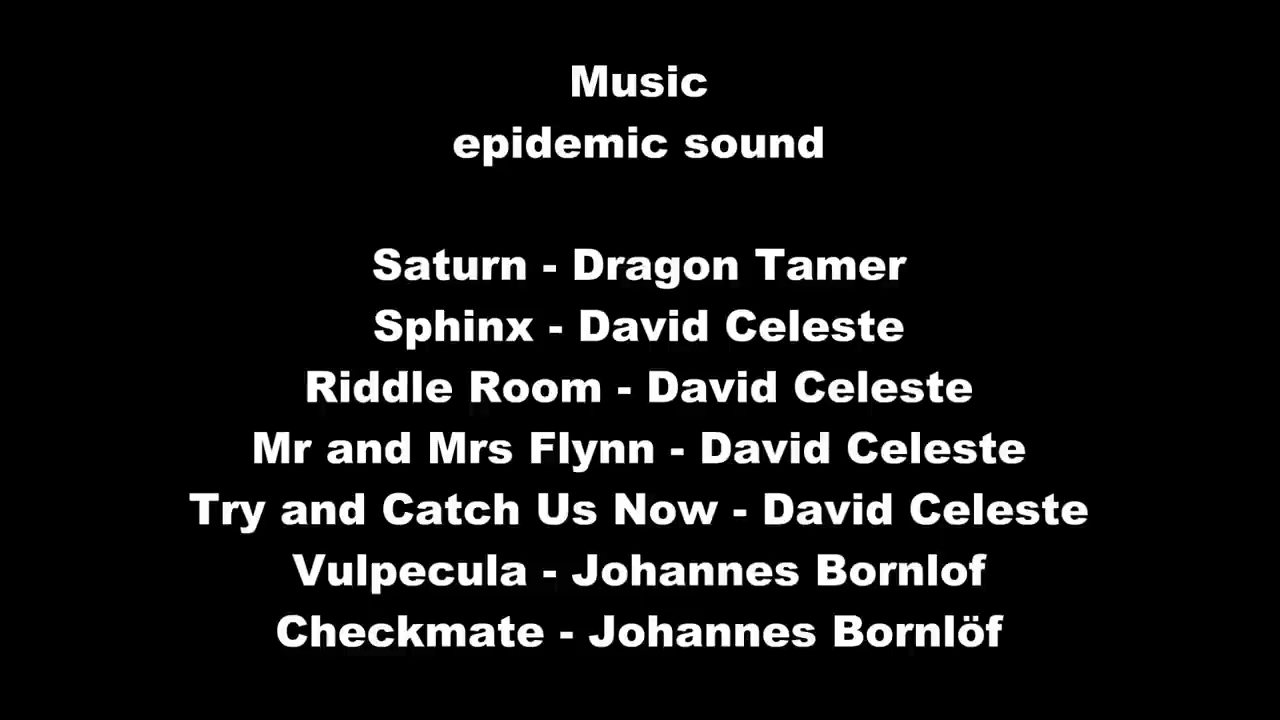 Music
epidemic sound
Saturn - Dragon Tamer
Sphinx - David Celeste
Riddle Room - David Celeste
Mr and Mrs Flynn - David Celeste
Try and Catch Us Now - David Celeste
Vulpecula - Johannes Bornlof
Checkmate - Johannes Bornlöf